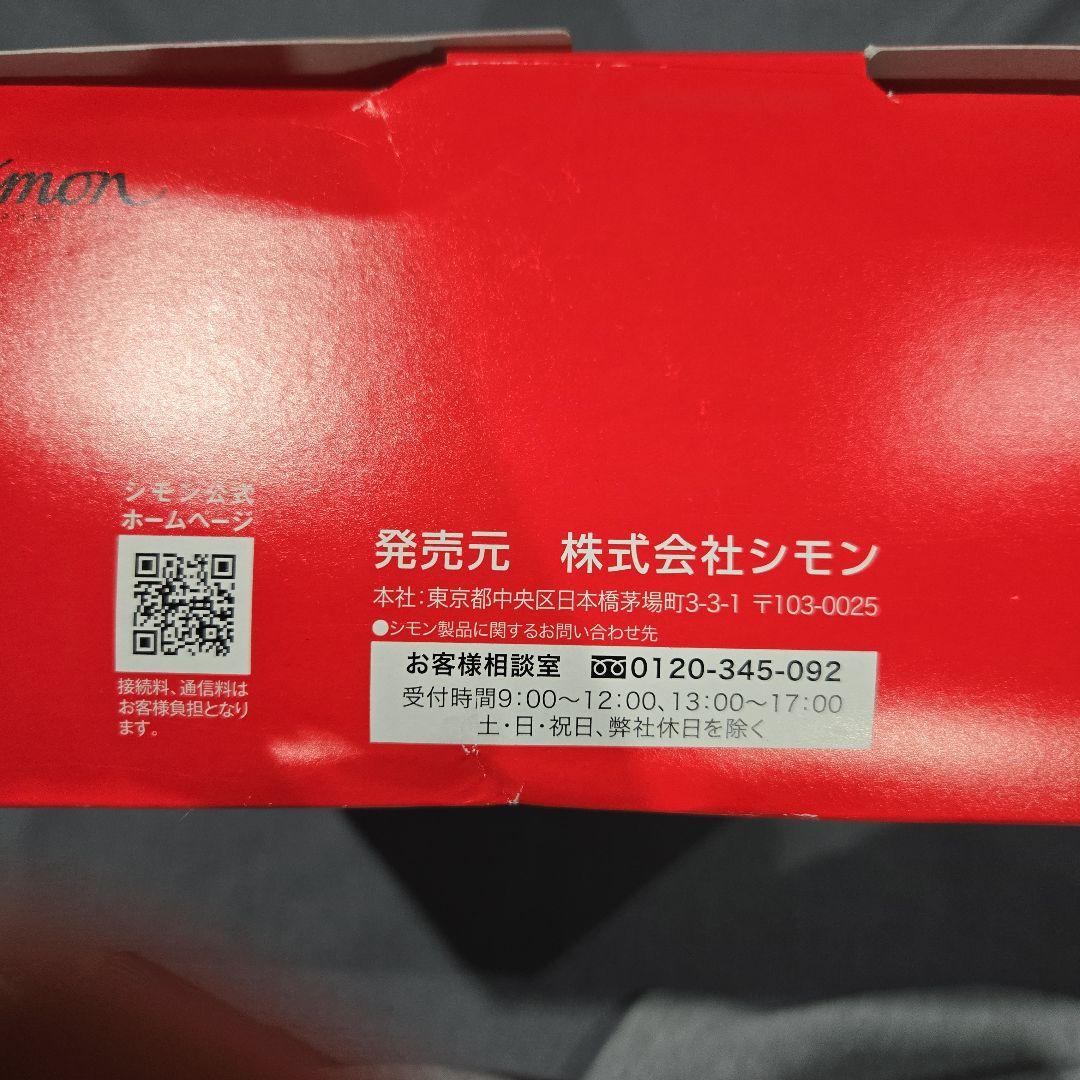 mon
シモン公式
ホームページ
発売元 株式会社シモン
本社:東京都中央区日本橋茅場町3-3-1 〒103-0025
●シモン製品に関するお問い合わせ先
お客様相談室 0120-345-092
受付時間9:00〜12:00、13:00〜17:00
土・日・祝日、弊社休日を除く
接続料、通信料は
お客様負担となり
ます。